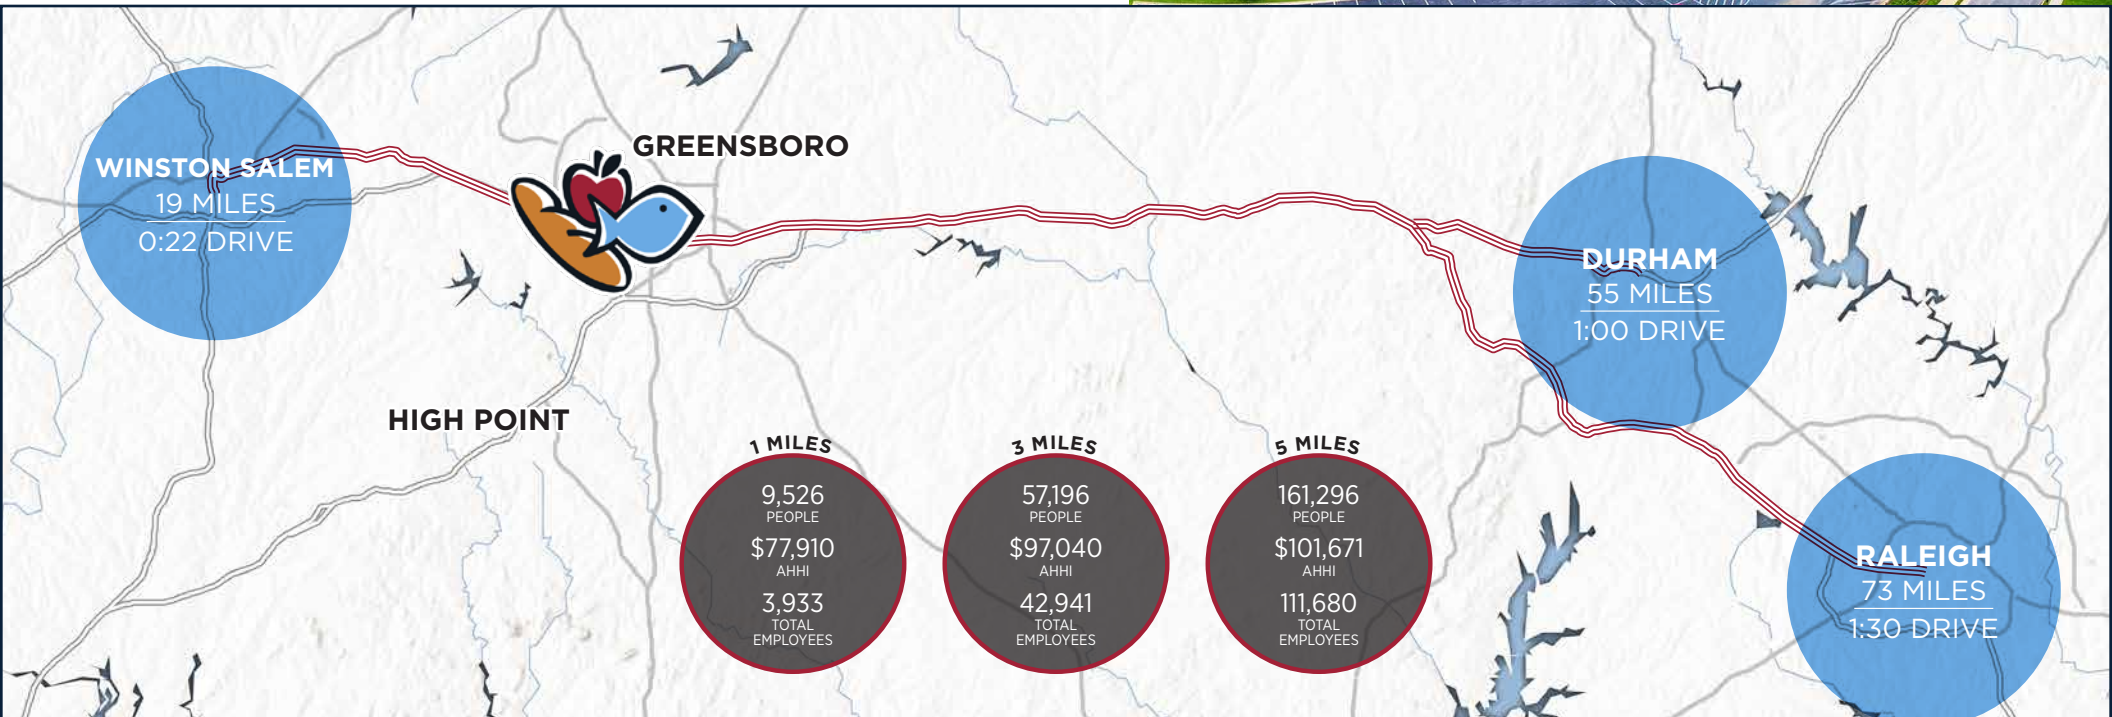 GREENSBORO
WINSTON SALEM
19 MILES
0:22 DRIVE
DURHAM
55 MILES
1:00 DRIVE
HIGH POINT
1 MILES
9,526
PEOPLE
$77,910
AHHI
3,933
TOTAL
EMPLOYEES
3 MILES
57,196
PEOPLE
$97,040
AHHI
42,941
TOTAL
EMPLOYEES
5 MILES
161,296
PEOPLE
$101,671
AHHI
111,680
TOTAL
EMPLOYEES
RALEIGH
73 MILES
1:30 DRIVE